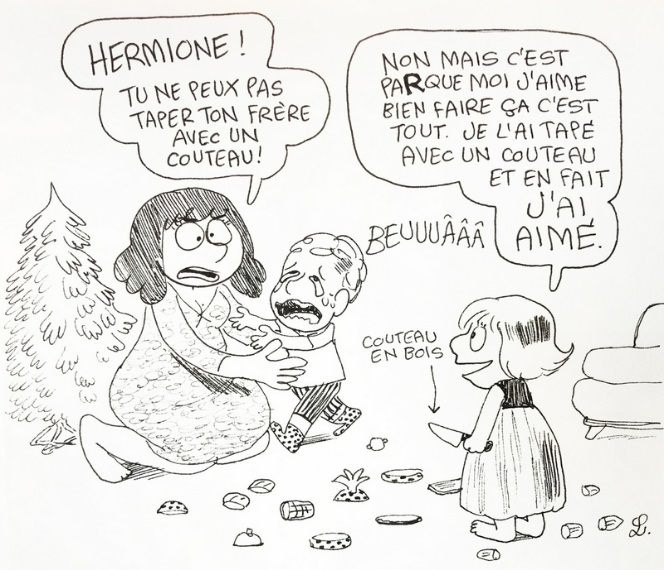 HERMIONE !
TU NE PEUX PAS
TAPER TON FRÈRE
AVEC UN
COUTEAU !
NON MAIS C'EST
PARQUE MOI J'AIME
BIEN FAIRE ÇA C'EST
TOUT. JE L'AI TAPÉ
AVEC UN COUTEAU
ET EN FAIT
J'AI
AIMÉ.
BEUUUÂÂÂ
COUTEAU
EN BOIS
L.